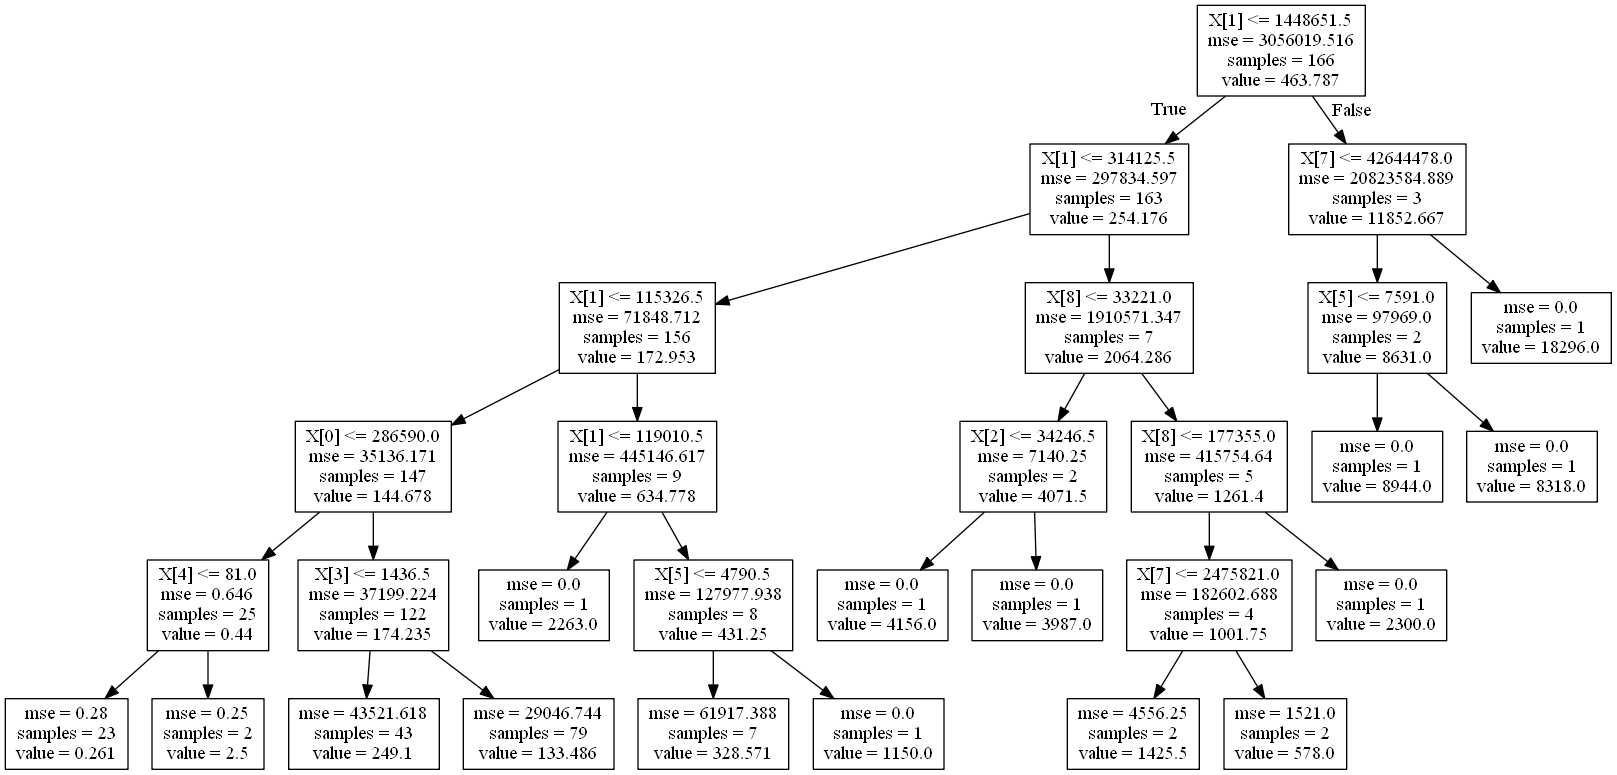 X[1] <= 1448651.5
mse = 3056019.516
samples = 166
value = 463.787
True
False
X[1] <= 314125.5
mse = 297834.597
samples = 163
value = 254.176
X[7] <= 42644478.0
mse = 20823584.889
samples = 3
value = 11852.667
X[1] <= 115326.5
mse = 71848.712
samples = 156
value = 172.953
X[8] <= 33221.0
mse = 1910571.347
samples = 7
value = 2064.286
X[5] <= 7591.0
mse = 97969.0
samples = 2
value = 8631.0
mse = 0.0
samples = 1
value = 18296.0
X[0] <= 286590.0
mse = 35136.171
samples = 147
value = 144.678
X[1] <= 119010.5
mse = 445146.617
samples = 9
value = 634.778
X[2] <= 34246.5
mse = 7140.25
samples = 2
value = 4071.5
X[8] <= 177355.0
mse = 415754.64
samples = 5
value = 1261.4
mse = 0.0
samples = 1
value = 8944.0
mse = 0.0
samples = 1
value = 8318.0
X[4] <= 81.0
mse = 0.646
samples = 25
value = 0.44
X[3] <= 1436.5
mse = 37199.224
samples = 122
value = 174.235
mse = 0.0
samples = 1
value = 2263.0
X[5] <= 4790.5
mse = 127977.938
samples = 8
value = 431.25
mse = 0.0
samples = 1
value = 4156.0
mse = 0.0
samples = 1
value = 3987.0
X[7] <= 2475821.0
mse = 182602.688
samples = 4
value = 1001.75
mse = 0.0
samples = 1
value = 2300.0
mse = 0.28
samples = 23
value = 0.261
mse = 0.25
samples = 2
value = 2.5
mse = 43521.618
samples = 43
value = 249.1
mse = 29046.744
samples = 79
value = 133.486
mse = 61917.388
samples = 7
value = 328.571
mse = 0.0
samples = 1
value = 1150.0
mse = 4556.25
samples = 2
value = 1425.5
mse = 1521.0
samples = 2
value = 578.0